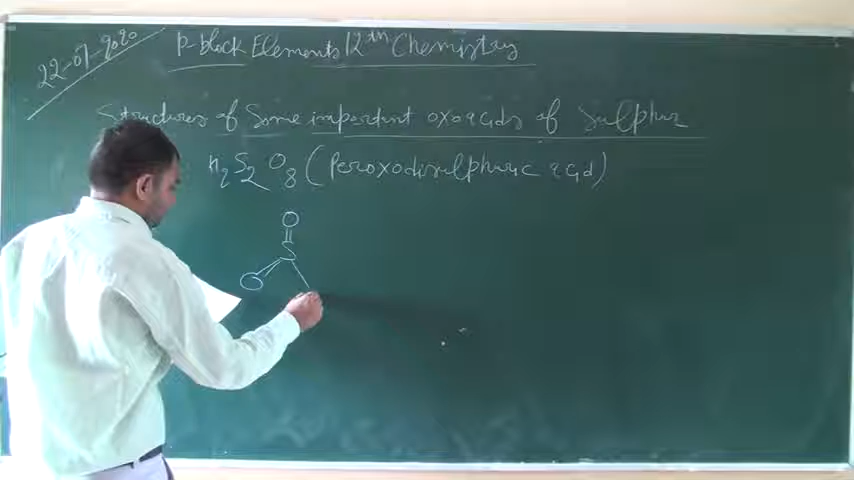 22-07-2020
P-block Elements 12th Chemistry
Structures of Some important oxoacids of Sulphur
H2S2O8 (Peroxodisulphuric acid)
O
S
O